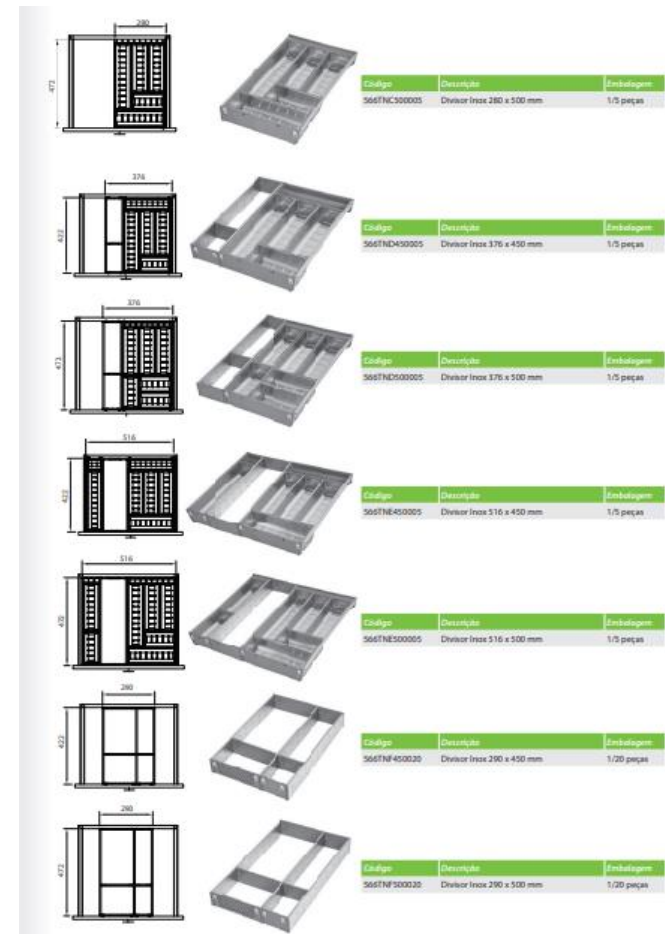 280
472
Código Descrição Embalagem
566TNC500005 Divisor Inox 280 x 500 mm 1/5 peças
376
422
Código Descrição Embalagem
566TND450005 Divisor Inox 376 x 450 mm 1/5 peças
376
472
Código Descrição Embalagem
566TND500005 Divisor Inox 376 x 500 mm 1/5 peças
516
422
Código Descrição Embalagem
566TNE450005 Divisor Inox 516 x 450 mm 1/5 peças
516
472
Código Descrição Embalagem
566TNE500005 Divisor Inox 516 x 500 mm 1/5 peças
422
Código Descrição Embalagem
566TNF450020 Divisor Inox 290 x 450 mm 1/20 peças
290
472
Código Descrição Embalagem
566TNF500020 Divisor Inox 290 x 500 mm 1/20 peças